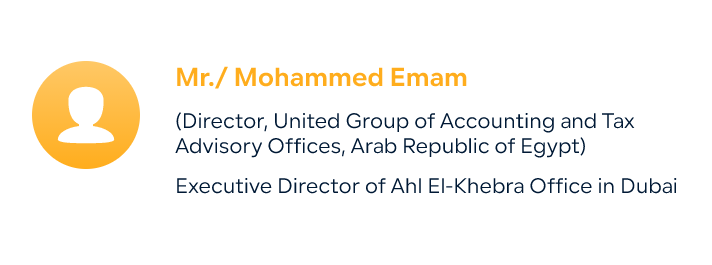 Mr./ Mohammed Emam
(Director, United Group of Accounting and Tax
Advisory Offices, Arab Republic of Egypt)
Executive Director of Ahl El-Khebra Office in Dubai